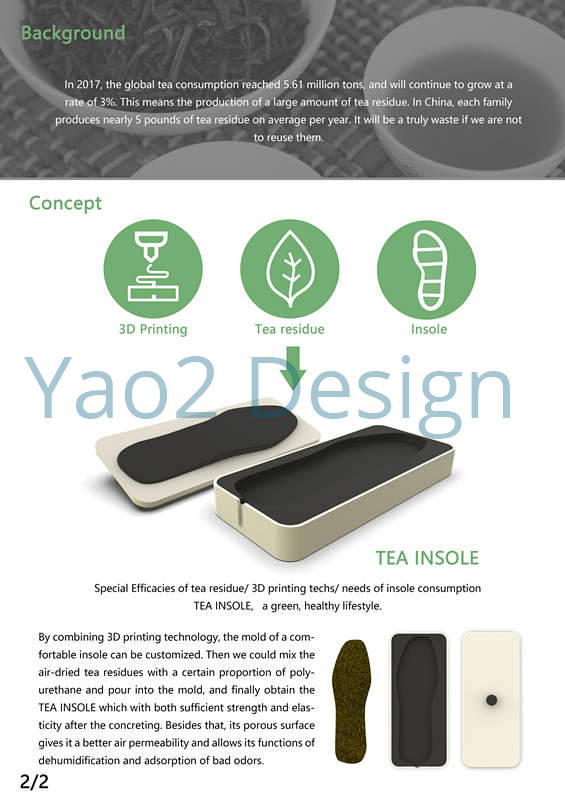 Background
In 2017, the global tea consumption reached 5.61 million tons, and will continue to grow at a
rate of 3%. This means the production of a large amount of tea residue. In China, each family
produces nearly 5 pounds of tea residue on average per year. It will be a truly waste if we are not
to reuse them.
Concept
3D Printing
Tea residue
Insole
Yao2 Design
TEA INSOLE
Special Efficacies of tea residue/ 3D printing techs/ needs of insole consumption
TEA INSOLE, a green, healthy lifestyle.
By combining 3D printing technology, the mold of a com-
fortable insole can be customized. Then we could mix the
air-dried tea residues with a certain proportion of poly-
urethane and pour into the mold, and finally obtain the
TEA INSOLE which with both sufficient strength and elas-
ticity after the concreting. Besides that, its porous surface
gives it a better air permeability and allows its functions of
dehumidification and adsorption of bad odors.
2/2